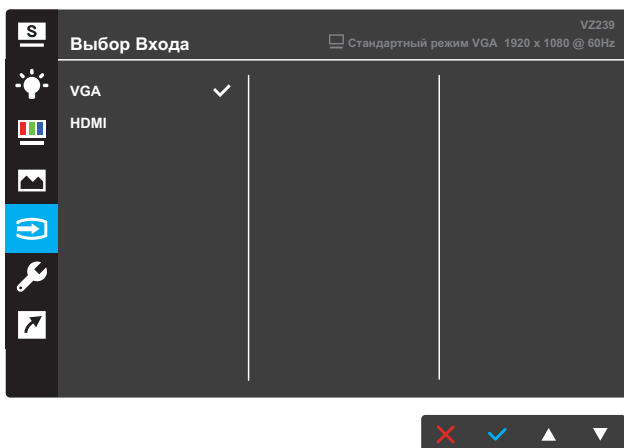 S
VZ239
Выбор Входа
Стандартный режим VGA 1920 x 1080 @ 60Hz
VGA
HDMI